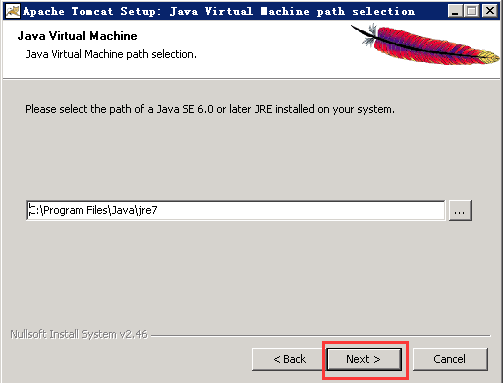 Apache Tomcat Setup: Java Virtual Machine path selection
Java Virtual Machine
Java Virtual Machine path selection.
Please select the path of a Java SE 6.0 or later JRE installed on your system.
C:\Program Files\Java\jre7
...
Nullsoft Install System v2.46
< Back
Next >
Cancel